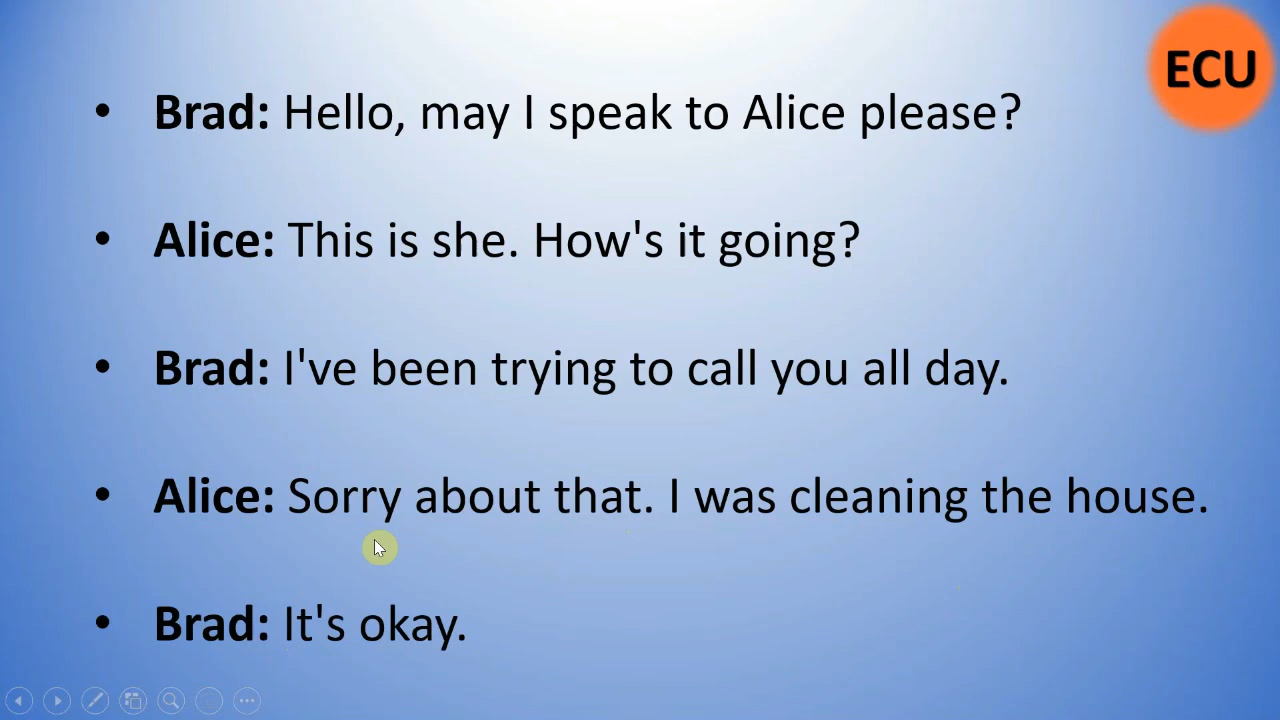 ECU
• Brad: Hello, may I speak to Alice please?
• Alice: This is she. How's it going?
• Brad: I've been trying to call you all day.
• Alice: Sorry about that. I was cleaning the house.
• Brad: It's okay.